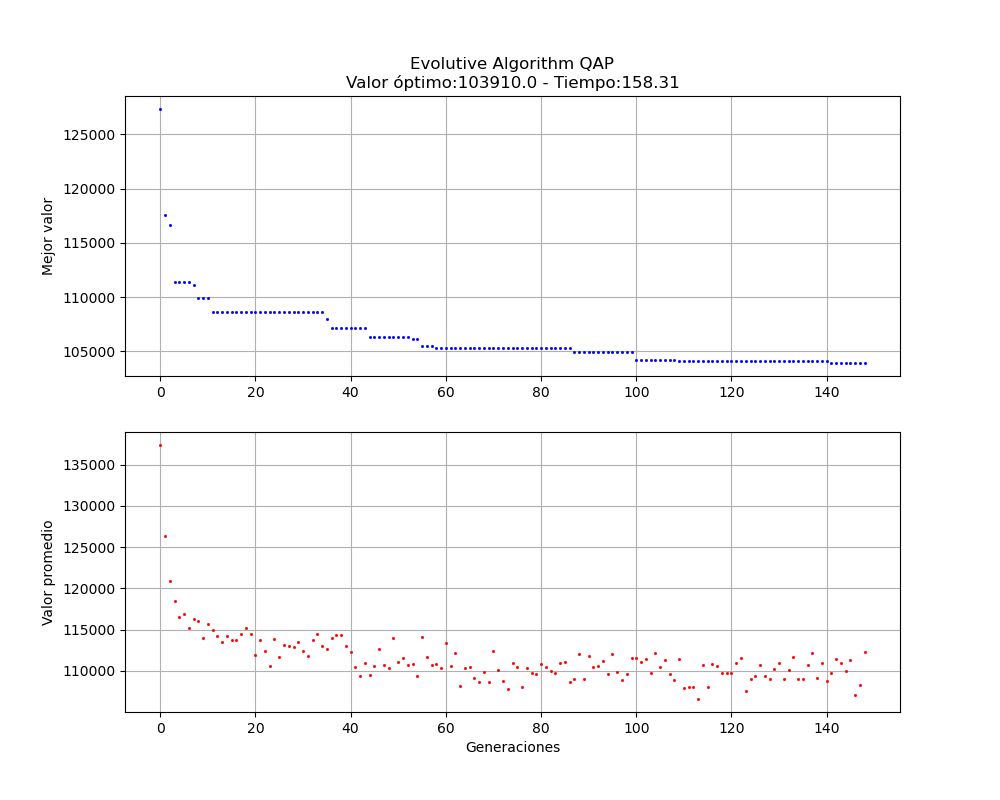 Evolutive Algorithm QAP
Valor óptimo:103910.0 - Tiempo:158.31
Mejor valor
125000
120000
115000
110000
105000
0 20 40 60 80 100 120 140
Valor promedio
135000
130000
125000
120000
115000
110000
0 20 40 60 80 100 120 140
Generaciones